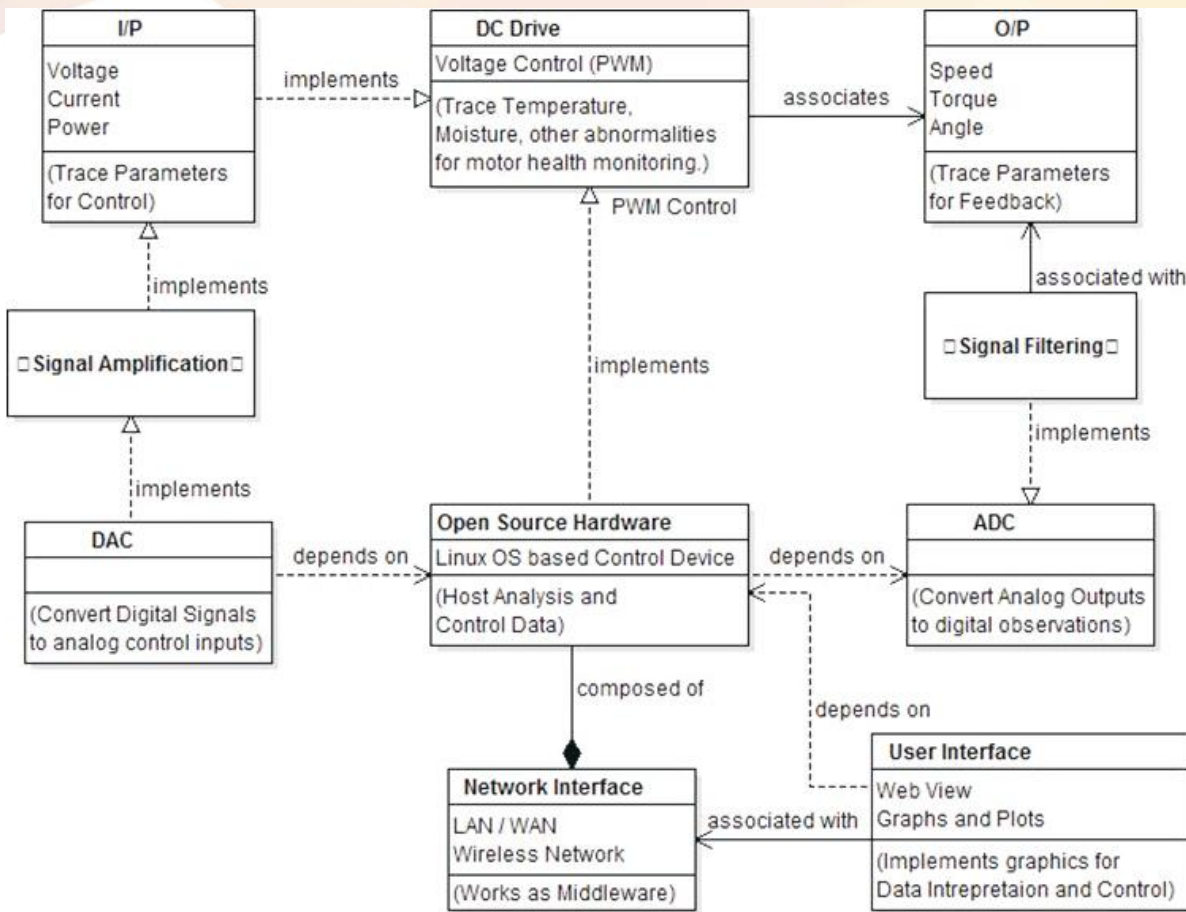 I/P
Voltage
Current
Power
(Trace Parameters
for Control)
implements
DC Drive
Voltage Control (PWM)
(Trace Temperature,
Moisture, other abnormalities
for motor health monitoring.)
PWM Control
associates
O/P
Speed
Torque
Angle
(Trace Parameters
for Feedback)
implements
associated with
Signal Amplification
implements
Signal Filtering
implements
implements
DAC
(Convert Digital Signals
to analog control inputs)
depends on
Open Source Hardware
Linux OS based Control Device
(Host Analysis and
Control Data)
depends on
ADC
(Convert Analog Outputs
to digital observations)
composed of
depends on
Network Interface
LAN / WAN
Wireless Network
(Works as Middleware)
associated with
User Interface
Web View
Graphs and Plots
(Implements graphics for
Data Intrepretaion and Control)